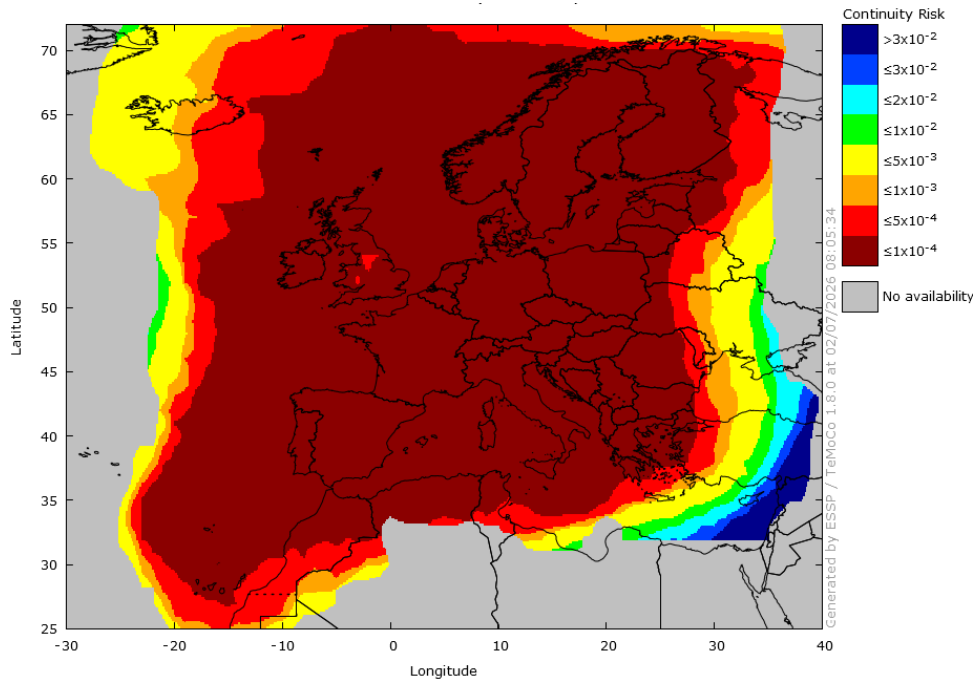 Continuity Risk
>3x10-2
≤3x10-2
≤2x10-2
≤1x10-2
≤5x10-3
≤1x10-3
≤5x10-4
≤1x10-4
No availability
70
65
60
55
50
45
40
35
30
25
Latitude
-30
-20
-10
0
10
20
30
40
Longitude
Generated by ESSP / TeMoCo 1.8.0 at 02/07/2026 08:05:34